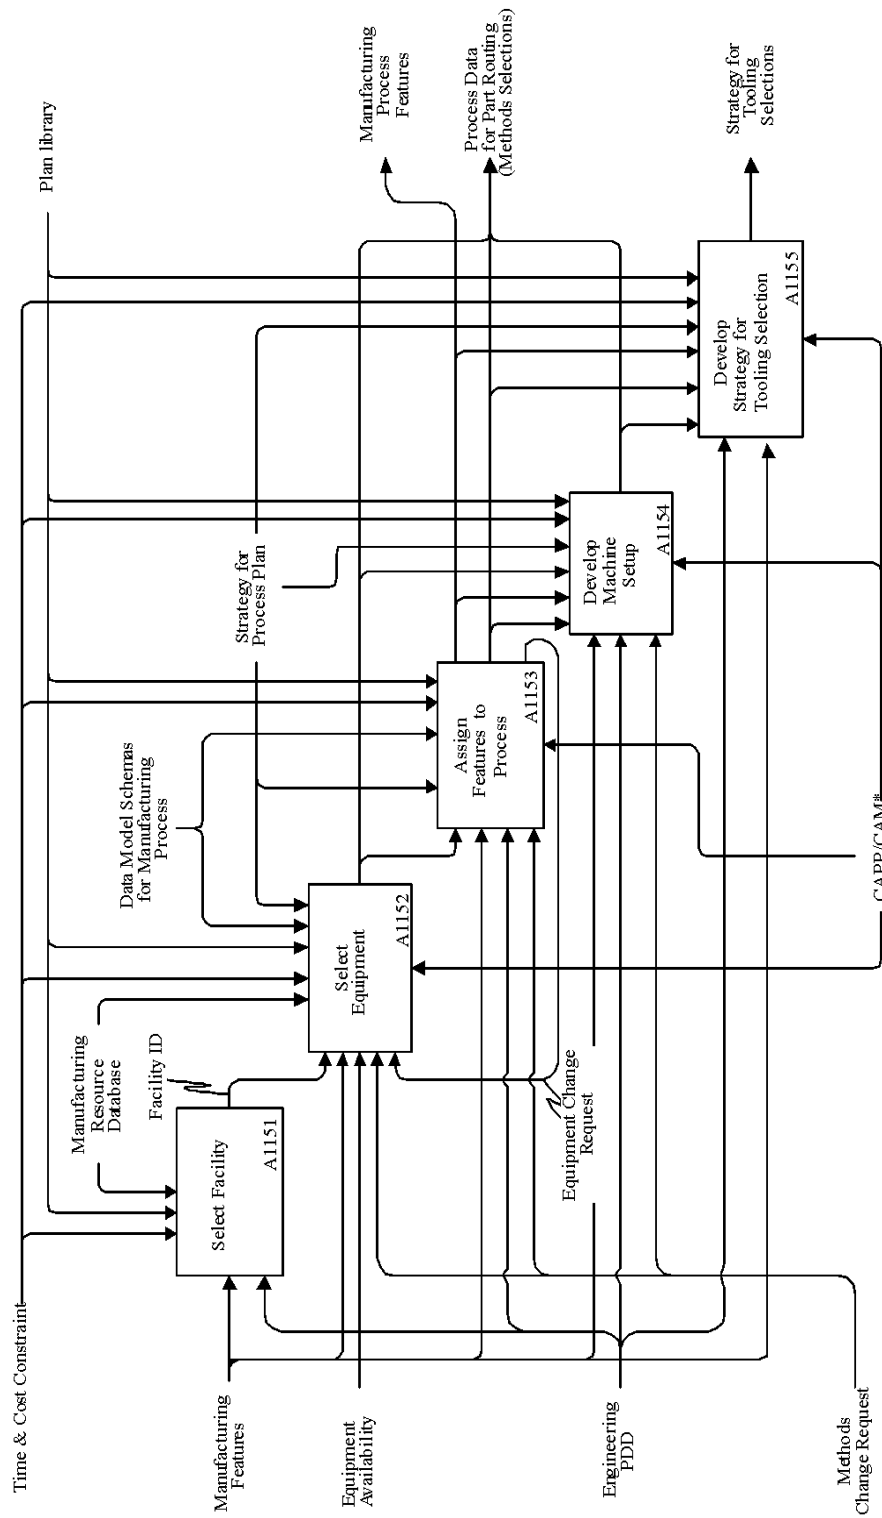 Time & Cost Constraint
Plan library
Manufacturing
Resource
Database
Data Model Schemas
for Manufacturing
Process
Strategy for
Process Plan
Manufacturing
Process
Features
Process Data
for Part Routing
(Methods Selections)
Strategy for
Tooling
Selections
Manufacturing
Features
Equipment
Availability
Engineering
PDD
Methods
Change Request
Select Facility
A1151
Facility ID
Select
Equipment
A1152
Assign
Features to
Process
A1153
Develop
Machine
Setup
A1154
Develop
Strategy for
Tooling Selection
A1155
Equipment Change
Request
CAPP/CAM*